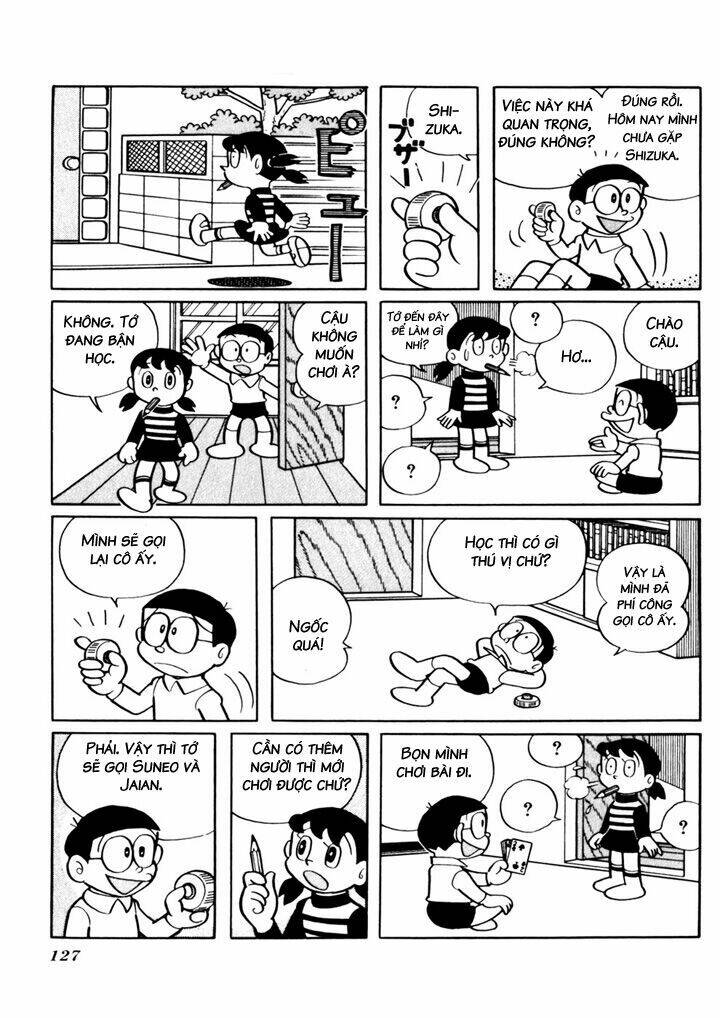 ĐÚNG RỒI.
HÔM NAY MÌNH
CHƯA GẶP
SHIZUKA.
VIỆC NÀY KHÁ
QUAN TRỌNG,
ĐÚNG KHÔNG?
SHI-
ZUKA.
ブザー
ピュー
CHÀO
CẬU.
?
HƠ...
TỚ ĐẾN ĐÂY
ĐỂ LÀM GÌ
NHỈ?
?
?
CẬU
KHÔNG
MUỐN
CHƠI À?
KHÔNG. TỚ
ĐANG BẬN
HỌC.
VẬY LÀ
MÌNH ĐÃ
PHÍ CÔNG
GỌI CÔ ẤY.
HỌC THÌ CÓ GÌ
THÚ VỊ CHỨ?
NGỐC
QUÁ!
MÌNH SẼ GỌI
LẠI CÔ ẤY.
?
?
?
BỌN MÌNH
CHƠI BÀI ĐI.
CẦN CÓ THÊM
NGƯỜI THÌ MỚI
CHƠI ĐƯỢC CHỨ?
PHẢI. VẬY THÌ TỚ
SẼ GỌI SUNEO VÀ
JAIAN.
127